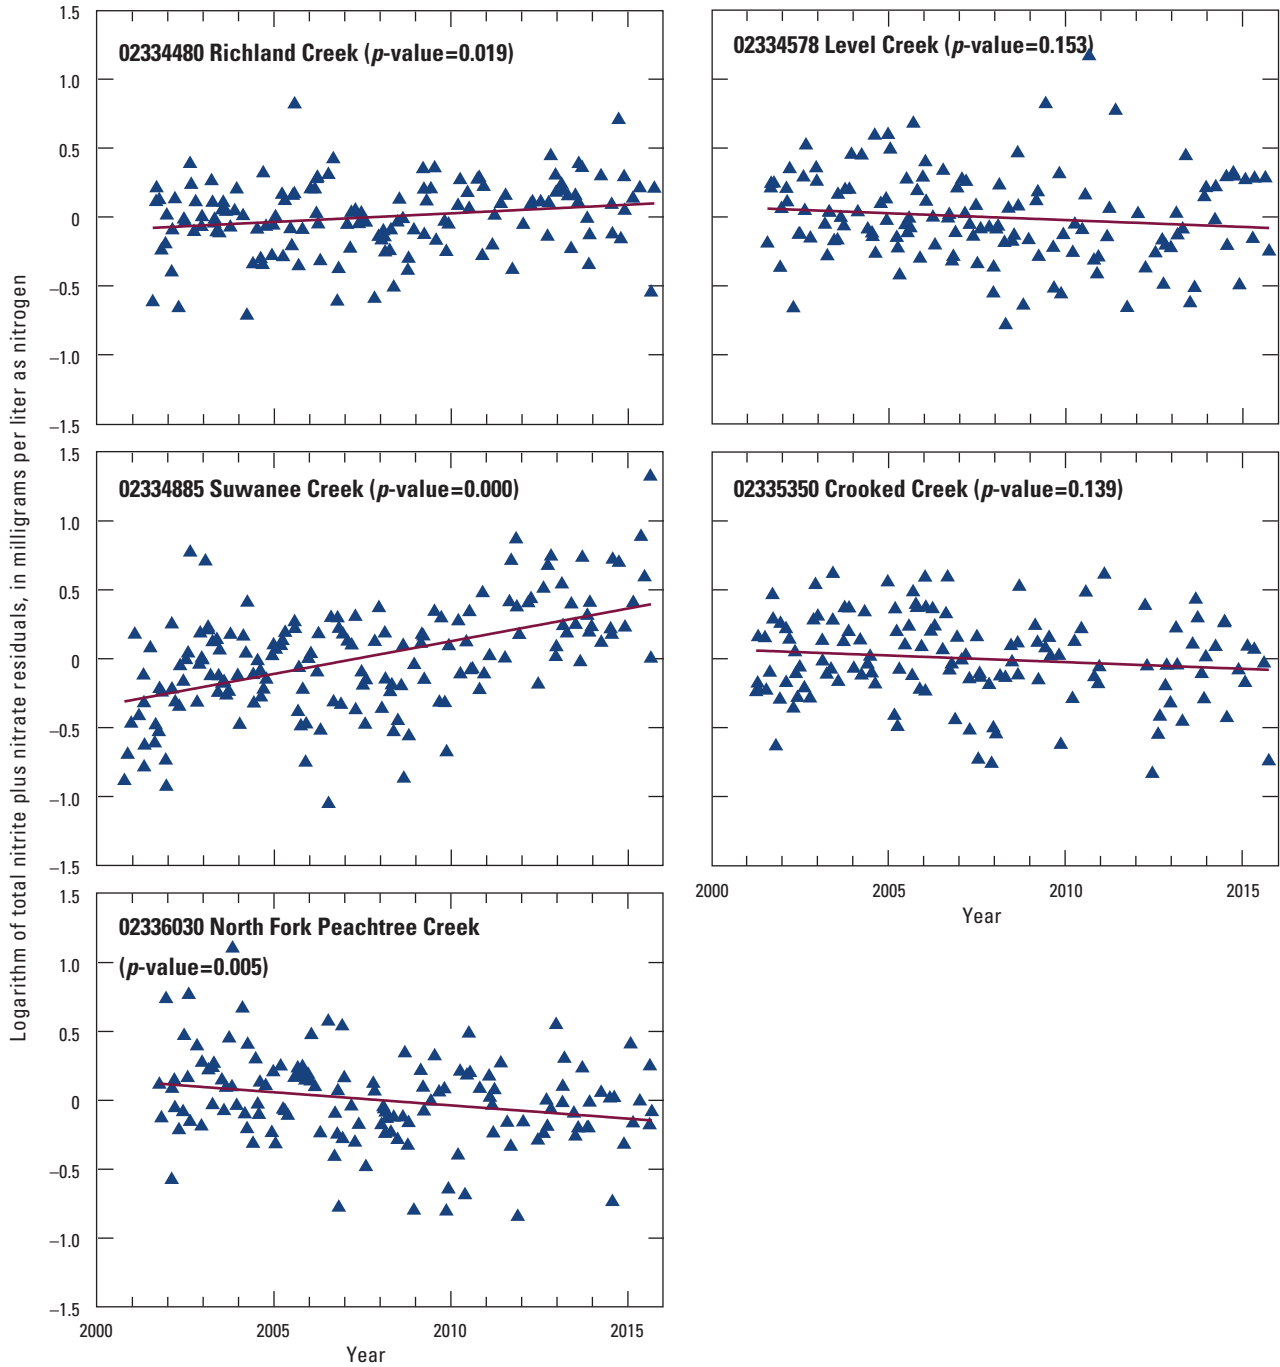 Logarithm of total nitrite plus nitrate residuals, in milligrams per liter as nitrogen
02334480 Richland Creek (p-value=0.019)
1.5
1.0
0.5
0
−0.5
−1.0
−1.5
02334578 Level Creek (p-value=0.153)
02334885 Suwanee Creek (p-value=0.000)
1.5
1.0
0.5
0
−0.5
−1.0
−1.5
02335350 Crooked Creek (p-value=0.139)
2000 2005 2010 2015
Year
02336030 North Fork Peachtree Creek
(p-value=0.005)
1.5
1.0
0.5
0
−0.5
−1.0
−1.5
2000 2005 2010 2015
Year